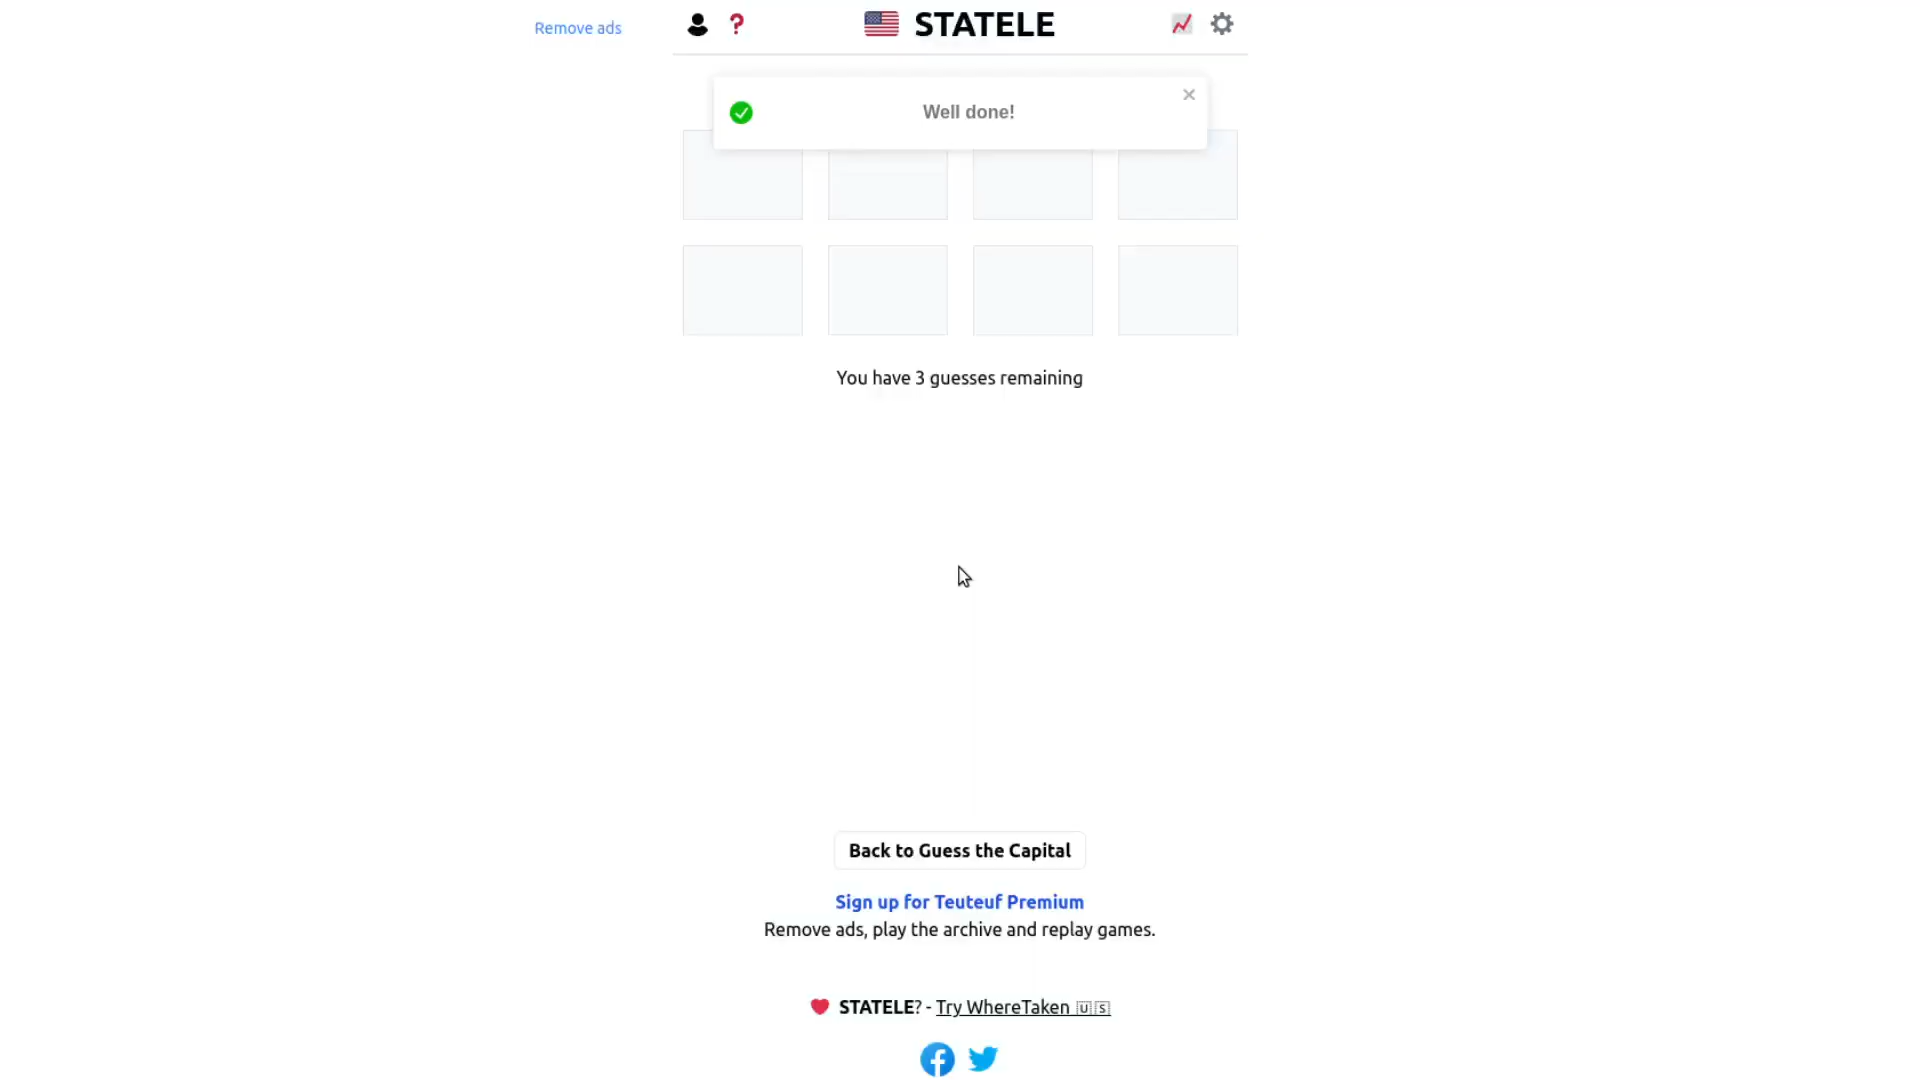 Remove ads
?
STATELE
Well done!
You have 3 guesses remaining
Back to Guess the Capital
Sign up for Teuteuf Premium
Remove ads, play the archive and replay games.
STATELE? - Try WhereTaken 🇺🇸